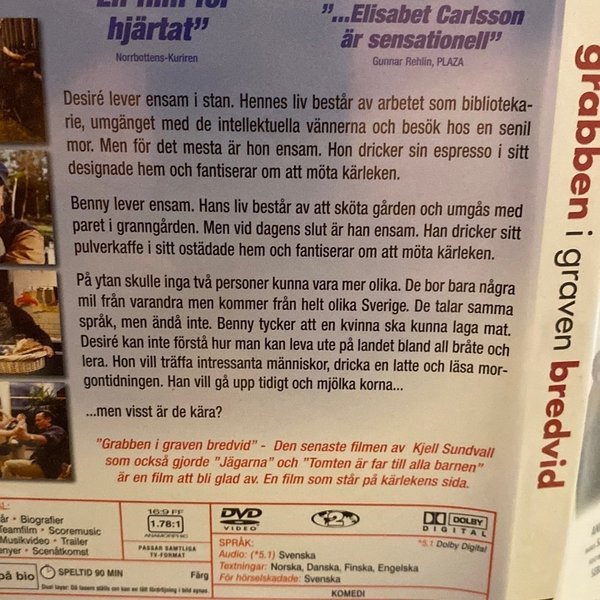 "En film för
hjärtat"
Norrbottens-Kuriren
"...Elisabet Carlsson
är sensationell"
Gunnar Rehlin, PLAZA
Desiré lever ensam i stan. Hennes liv består av arbetet som biblioteka-
rie, umgänget med de intellektuella vännerna och besök hos en senil
mor. Men för det mesta är hon ensam. Hon dricker sin espresso i sitt
designade hem och fantiserar om att möta kärleken.
Benny lever ensam. Hans liv består av att sköta gården och umgås med
paret i granngården. Men vid dagens slut är han ensam. Han dricker sitt
pulverkaffe i sitt ostädade hem och fantiserar om att möta kärleken.
På ytan skulle inga två personer kunna vara mer olika. De bor bara några
mil från varandra men kommer från helt olika Sverige. De talar samma
språk, men ändå inte. Benny tycker att en kvinna ska kunna laga mat.
Desiré kan inte förstå hur man kan leva ute på landet bland all bråte och
lera. Hon vill träffa intressanta människor, dricka en latte och läsa mor-
gontidningen. Han vill gå upp tidigt och mjölka korna...
...men visst är de kära?
"Grabben i graven bredvid" - Den senaste filmen av Kjell Sundvall
som också gjorde "Jägarna" och "Tomten är far till alla barnen"
är en film att bli glad av. En film som står på kärlekens sida.
år • Biografier
Teamfilm • Scoremusic
Musikvideo • Trailer
enyer • Scenåtkomst
på bio
SPELTID 90 MIN
Färg
16:9 FF
1.78:1
ANAMORPHIC
PASSAR SAMTLIGA
TV-FORMAT
DVD
VIDEO
2
DOLBY
DIGITAL
*5.1 Dolby Digital
SPRÅK:
Audio: (*5.1) Svenska
Textningar: Norska, Danska, Finska, Engelska
För hörselskadade: Svenska
KOMEDI
grabben i graven bredvid